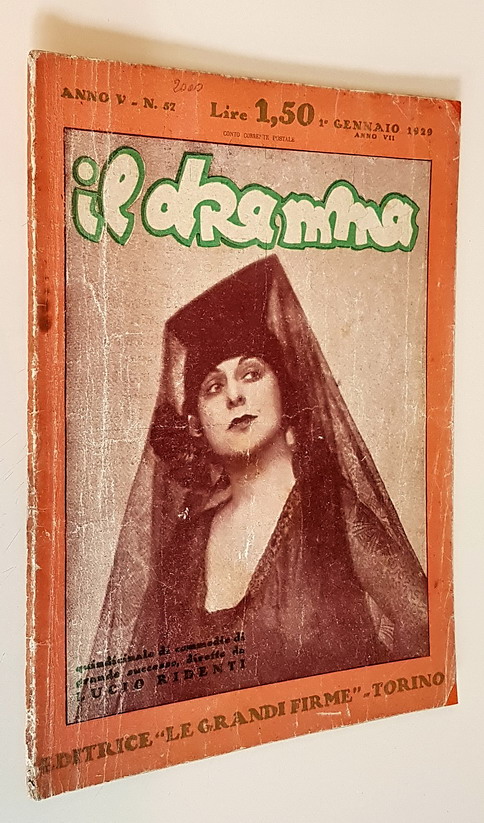 2000
ANNO V - N. 57
Lire 1,50
1° GENNAIO 1929
ANNO VII
CONTO CORRENTE POSTALE
il dramma
quindicinale di commedie di
grande successo, diretto da
LUCIO RIDENTI
EDITRICE "LE GRANDI FIRME" - TORINO